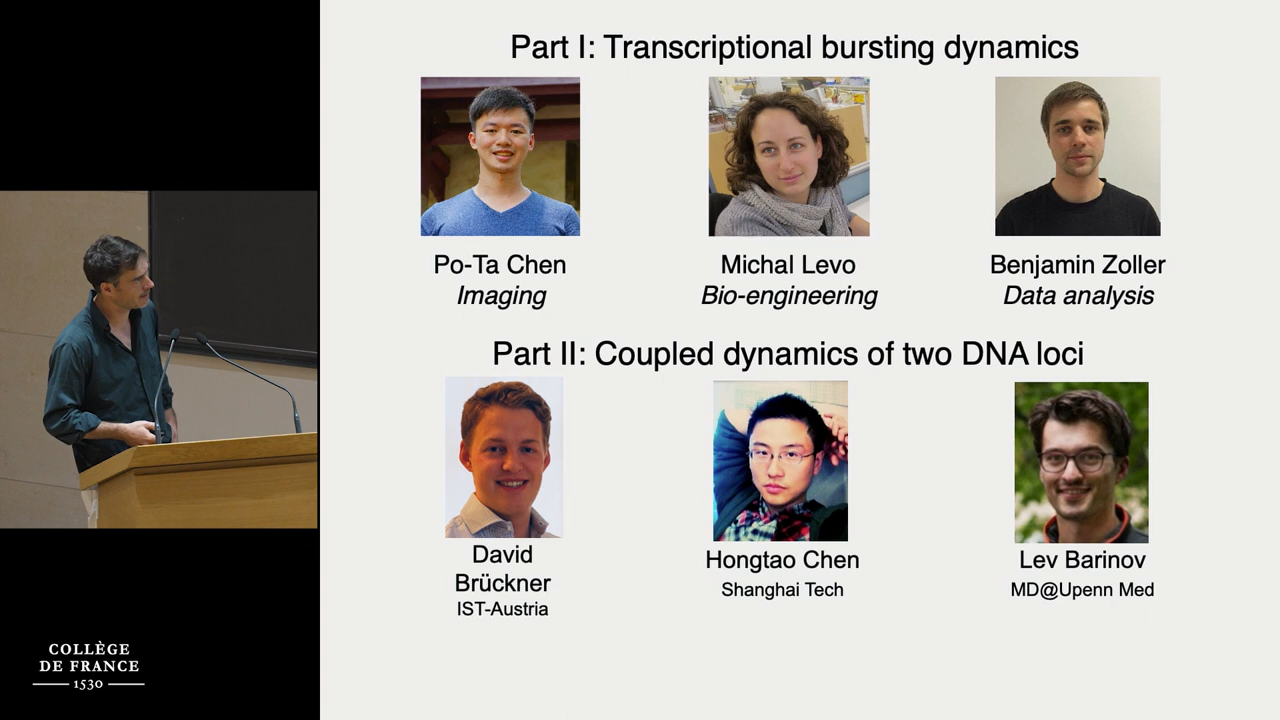 Part I: Transcriptional bursting dynamics
Po-Ta Chen
Imaging
Michal Levo
Bio-engineering
Benjamin Zoller
Data analysis
Part II: Coupled dynamics of two DNA loci
David
Brückner
IST-Austria
Hongtao Chen
Shanghai Tech
Lev Barinov
MD@Upenn Med
COLLÈGE
DE FRANCE
1530